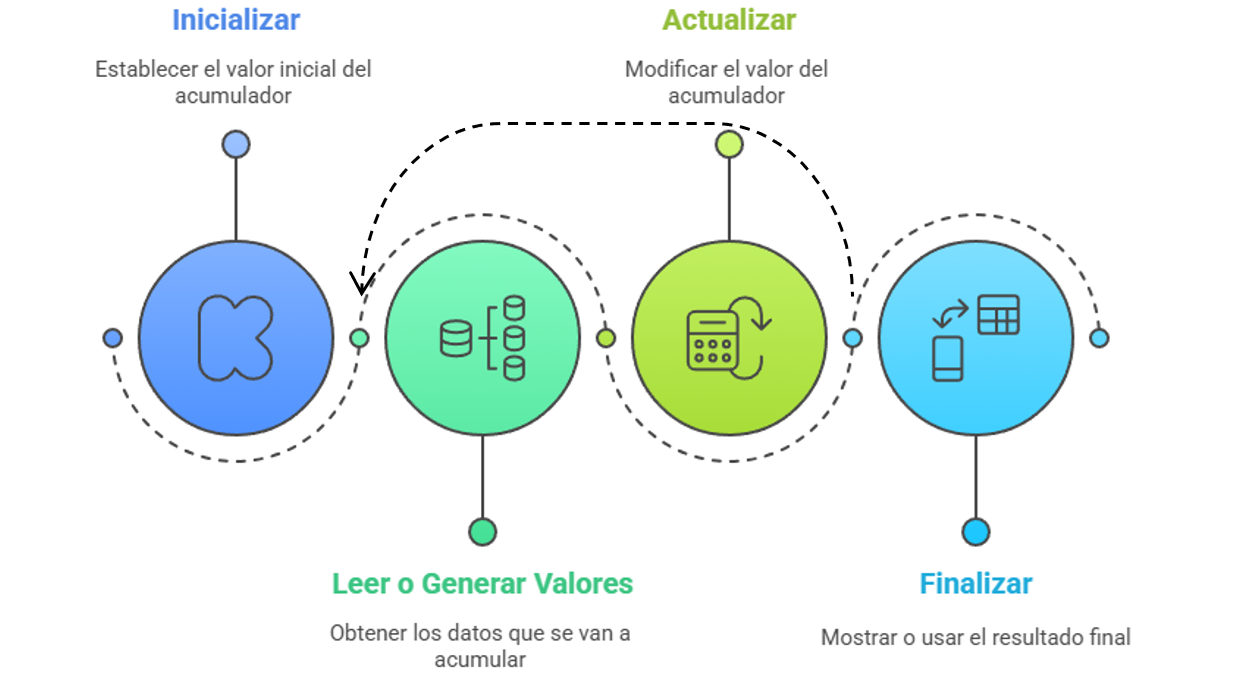 Inicializar
Establecer el valor inicial del
acumulador
Actualizar
Modificar el valor del
acumulador
Leer o Generar Valores
Obtener los datos que se van a
acumular
Finalizar
Mostrar o usar el resultado final